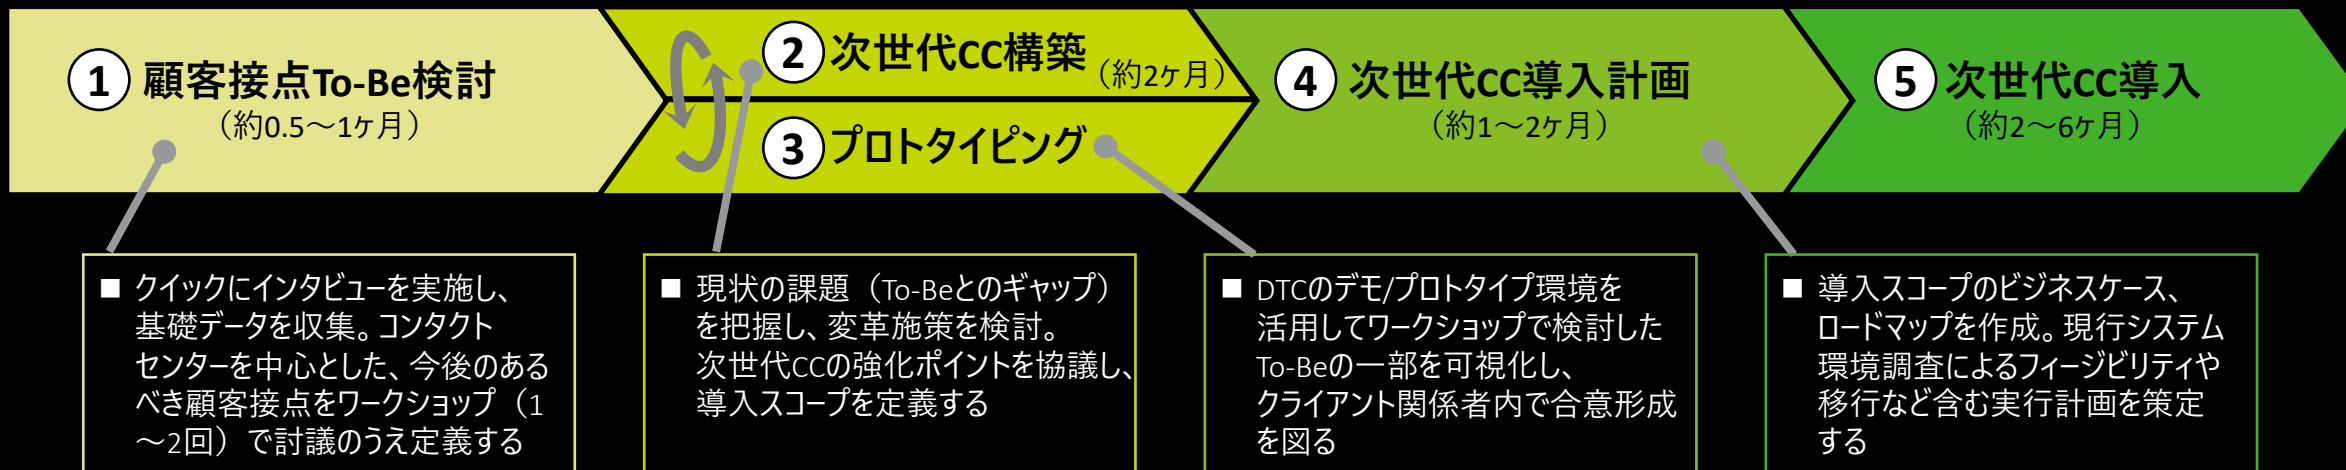 ① 顧客接点To-Be検討
（約0.5～1ヶ月）
② 次世代CC構築（約2ヶ月）
③ プロトタイピング
④ 次世代CC導入計画
（約1～2ヶ月）
⑤ 次世代CC導入
（約2～6ヶ月）
■ クイックにインタビューを実施し、
基礎データを収集。コンタクト
センターを中心とした、今後のある
べき顧客接点をワークショップ（1
～2回）で討議のうえ定義する
■ 現状の課題（To-Beとのギャップ）
を把握し、変革施策を検討。
次世代CCの強化ポイントを協議し、
導入スコープを定義する
■ DTCのデモ/プロトタイプ環境を
活用してワークショップで検討した
To-Beの一部を可視化し、
クライアント関係者内で合意形成
を図る
■ 導入スコープのビジネスケース、
ロードマップを作成。現行システム
環境調査によるフィージビリティや
移行など含む実行計画を策定
する